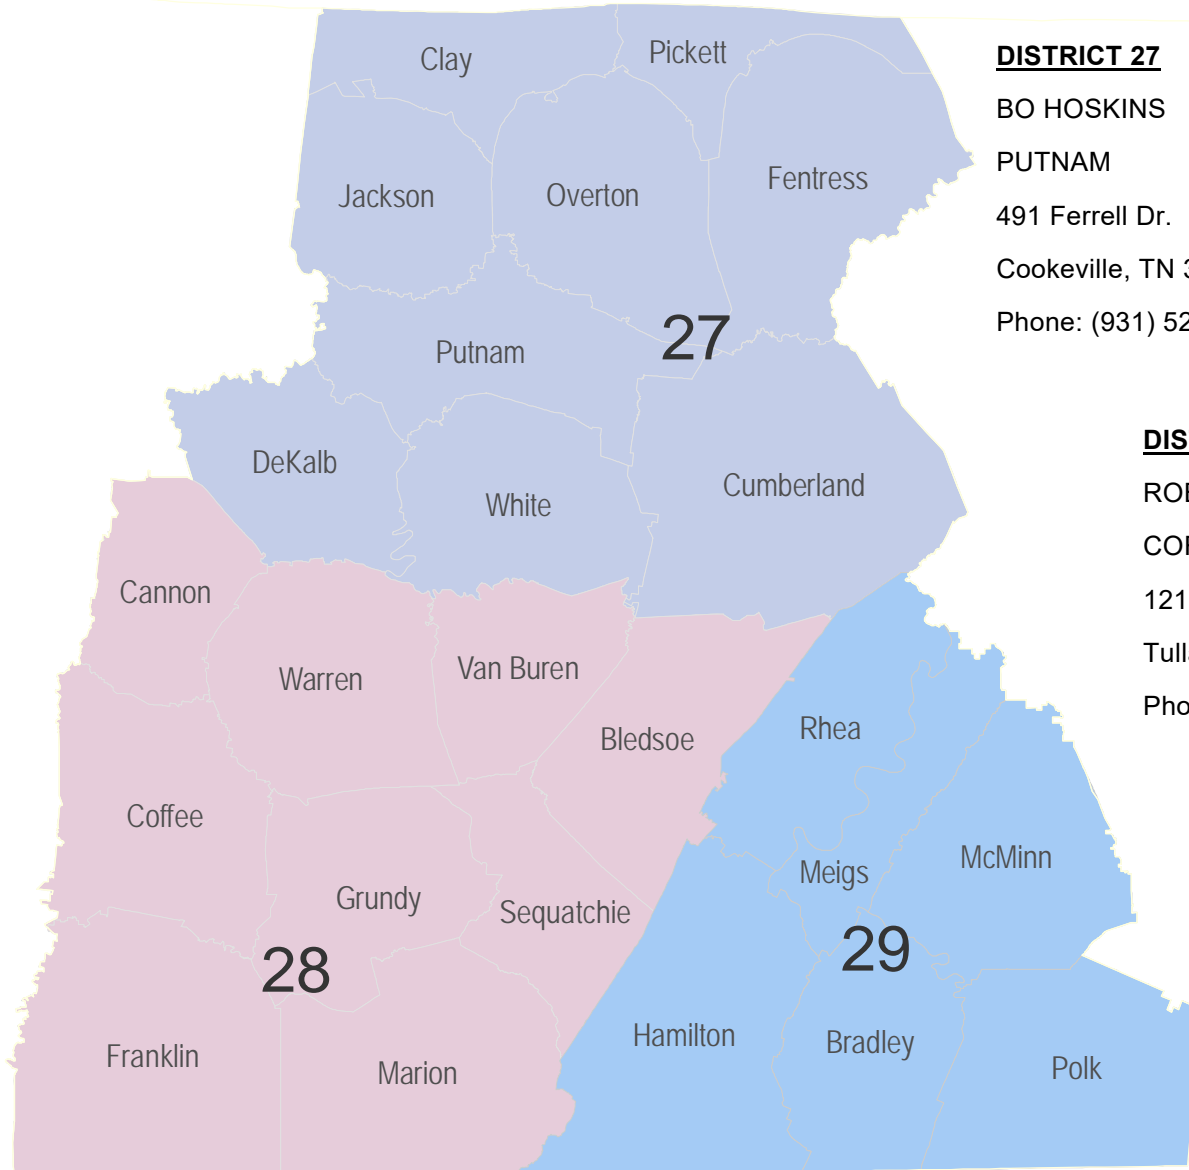 Clay
Pickett
DISTRICT 27
BO HOSKINS
PUTNAM
491 Ferrell Dr.
Cookeville, TN
Phone: (931) 52
Jackson
Overton
Fentress
27
Putnam
DeKalb
White
Cumberland
121
Cannon
Warren
Van Buren
Bledsoe
Rhea
Coffee
Grundy
Sequatchie
Meigs
McMinn
28
29
Franklin
Marion
Hamilton
Bradley
Polk